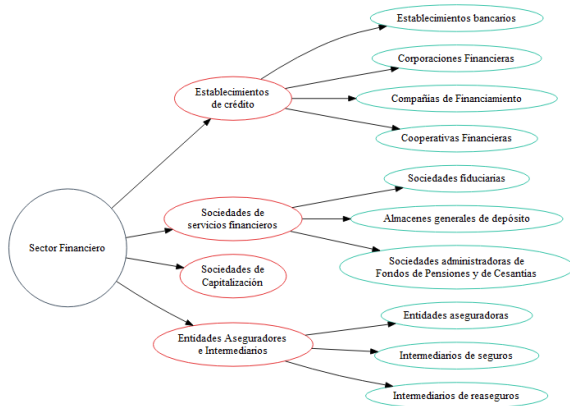 Sector Financiero
Establecimientos
de crédito
Establecimientos bancarios
Corporaciones Financieras
Compañias de Financiamiento
Cooperativas Financieras
Sociedades de
servicios financieros
Sociedades fiduciarias
Almacenes generales de depósito
Sociedades administradoras de
Fondos de Pensiones y de Cesantias
Sociedades de
Capitalización
Entidades Aseguradores
e Intermediarios
Entidades aseguradoras
Intermediarios de seguros
Intermediarios de reaseguros